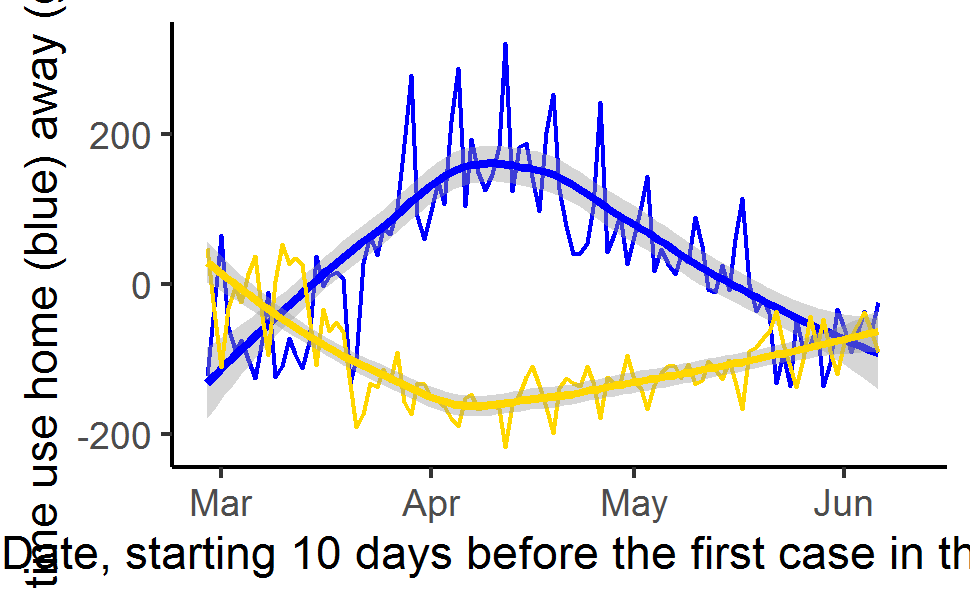 time use home (blue) away (
200
0
-200
Mar Apr May Jun
Date, starting 10 days before the first case in th